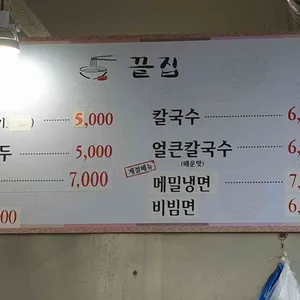 끌집
5,000
두 5,000
7,000
00
칼국수 6,
얼큰칼국수 6,
(매운맛)
계절메뉴
메밀냉면 7,
비빔면 6,